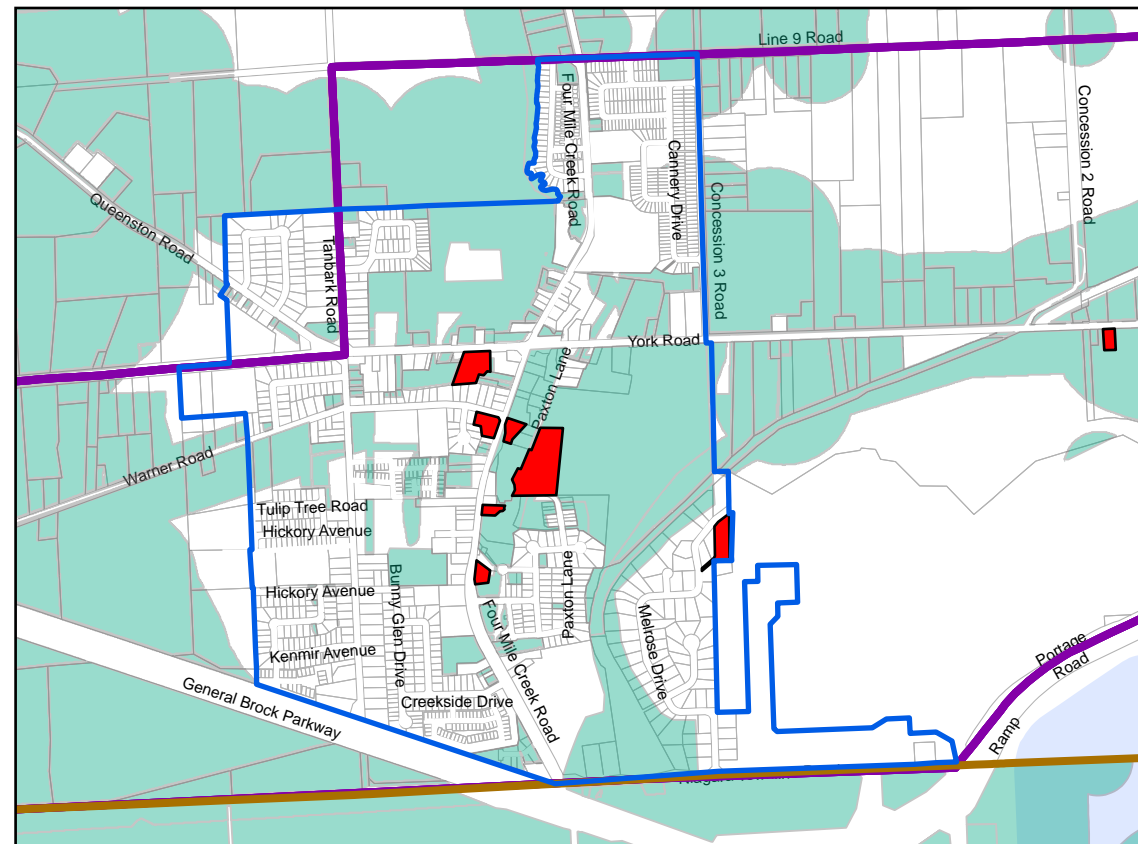 Line 9 Road
Four Mile Creek Road
Concession 2 Road
Cannery Drive
Queenston Road
Concession 3 Road
Tanbark Road
York Road
Paxton Lane
Warner Road
Tulip Tree Road
Hickory Avenue
Bunny Glen Drive
Paxton Lane
Hickory Avenue
Four Mile Creek Road
Melrose Drive
Kenmir Avenue
Portage
Road
General Brock Parkway
Creekside Drive
Ramp